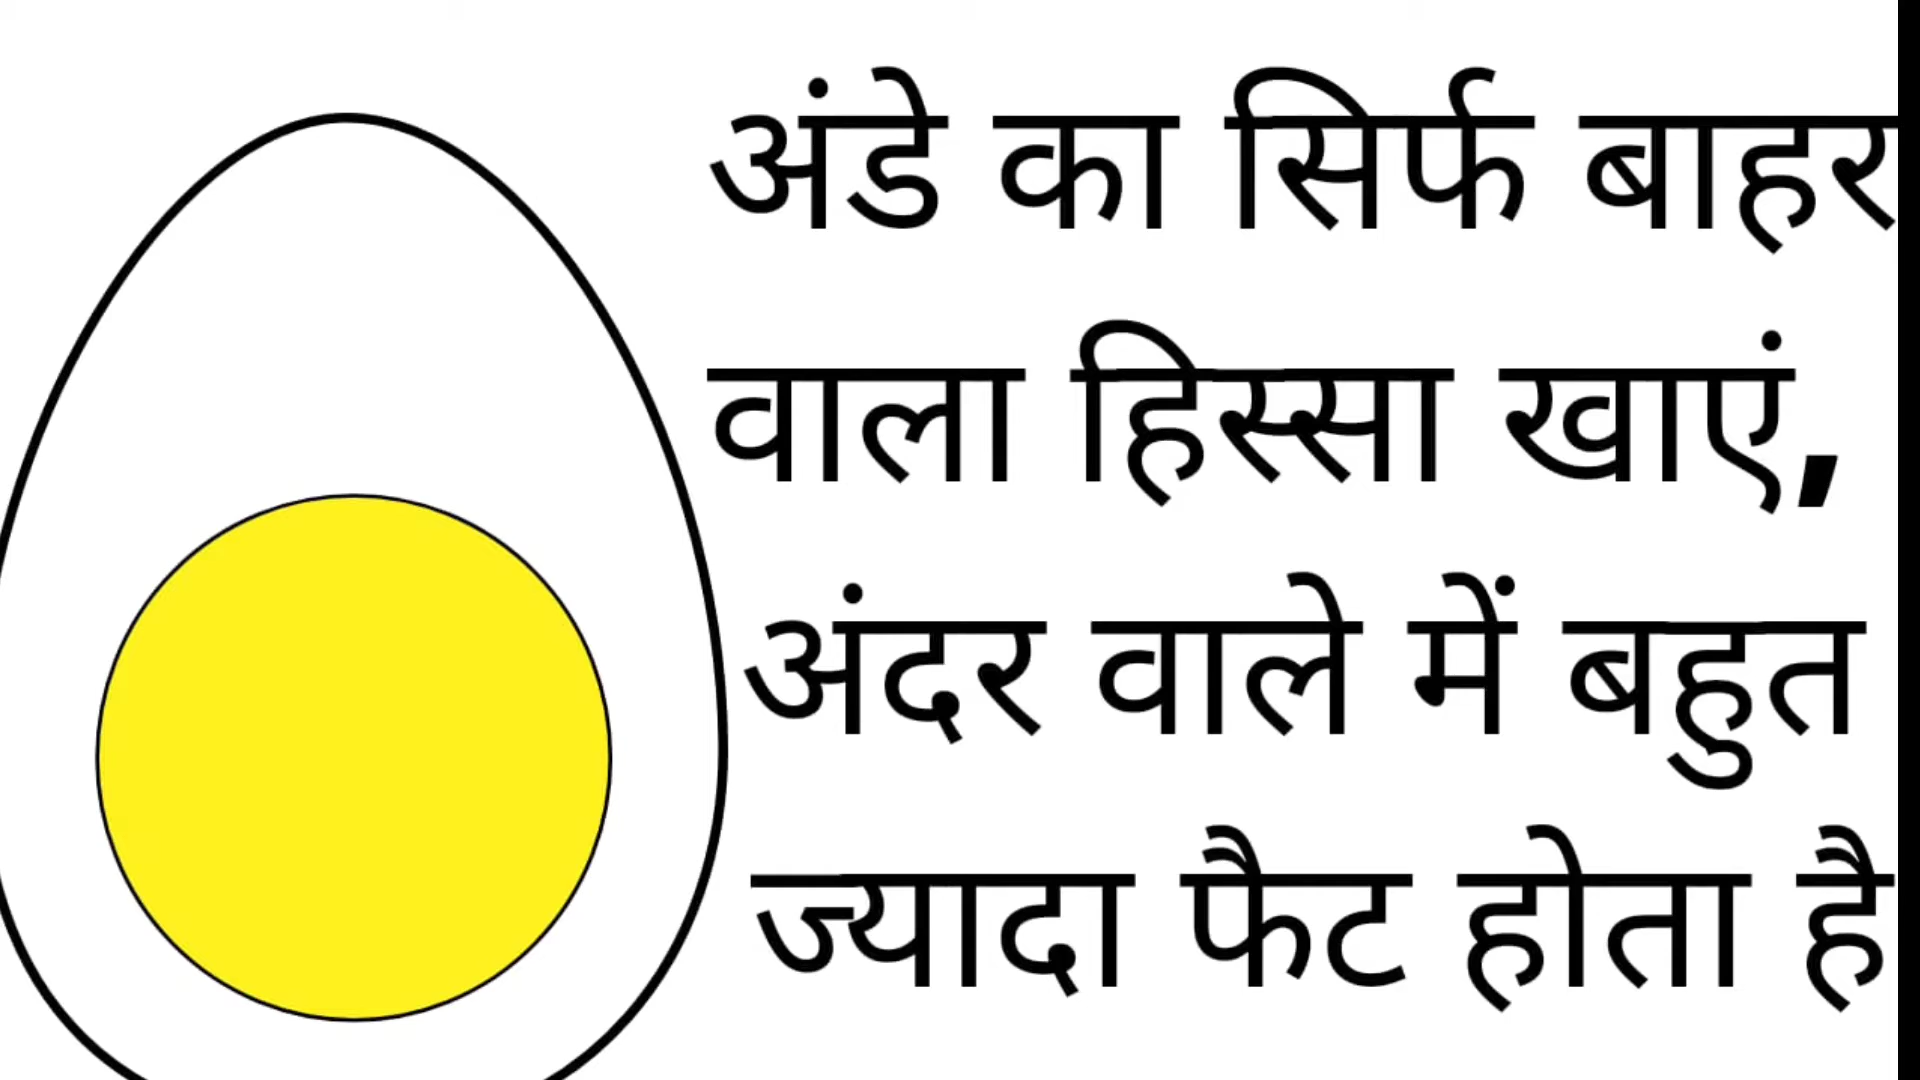 अंडे का सिर्फ बाहर
वाला हिस्सा खाएं,
अंदर वाले में बहुत
ज्यादा फैट होता है